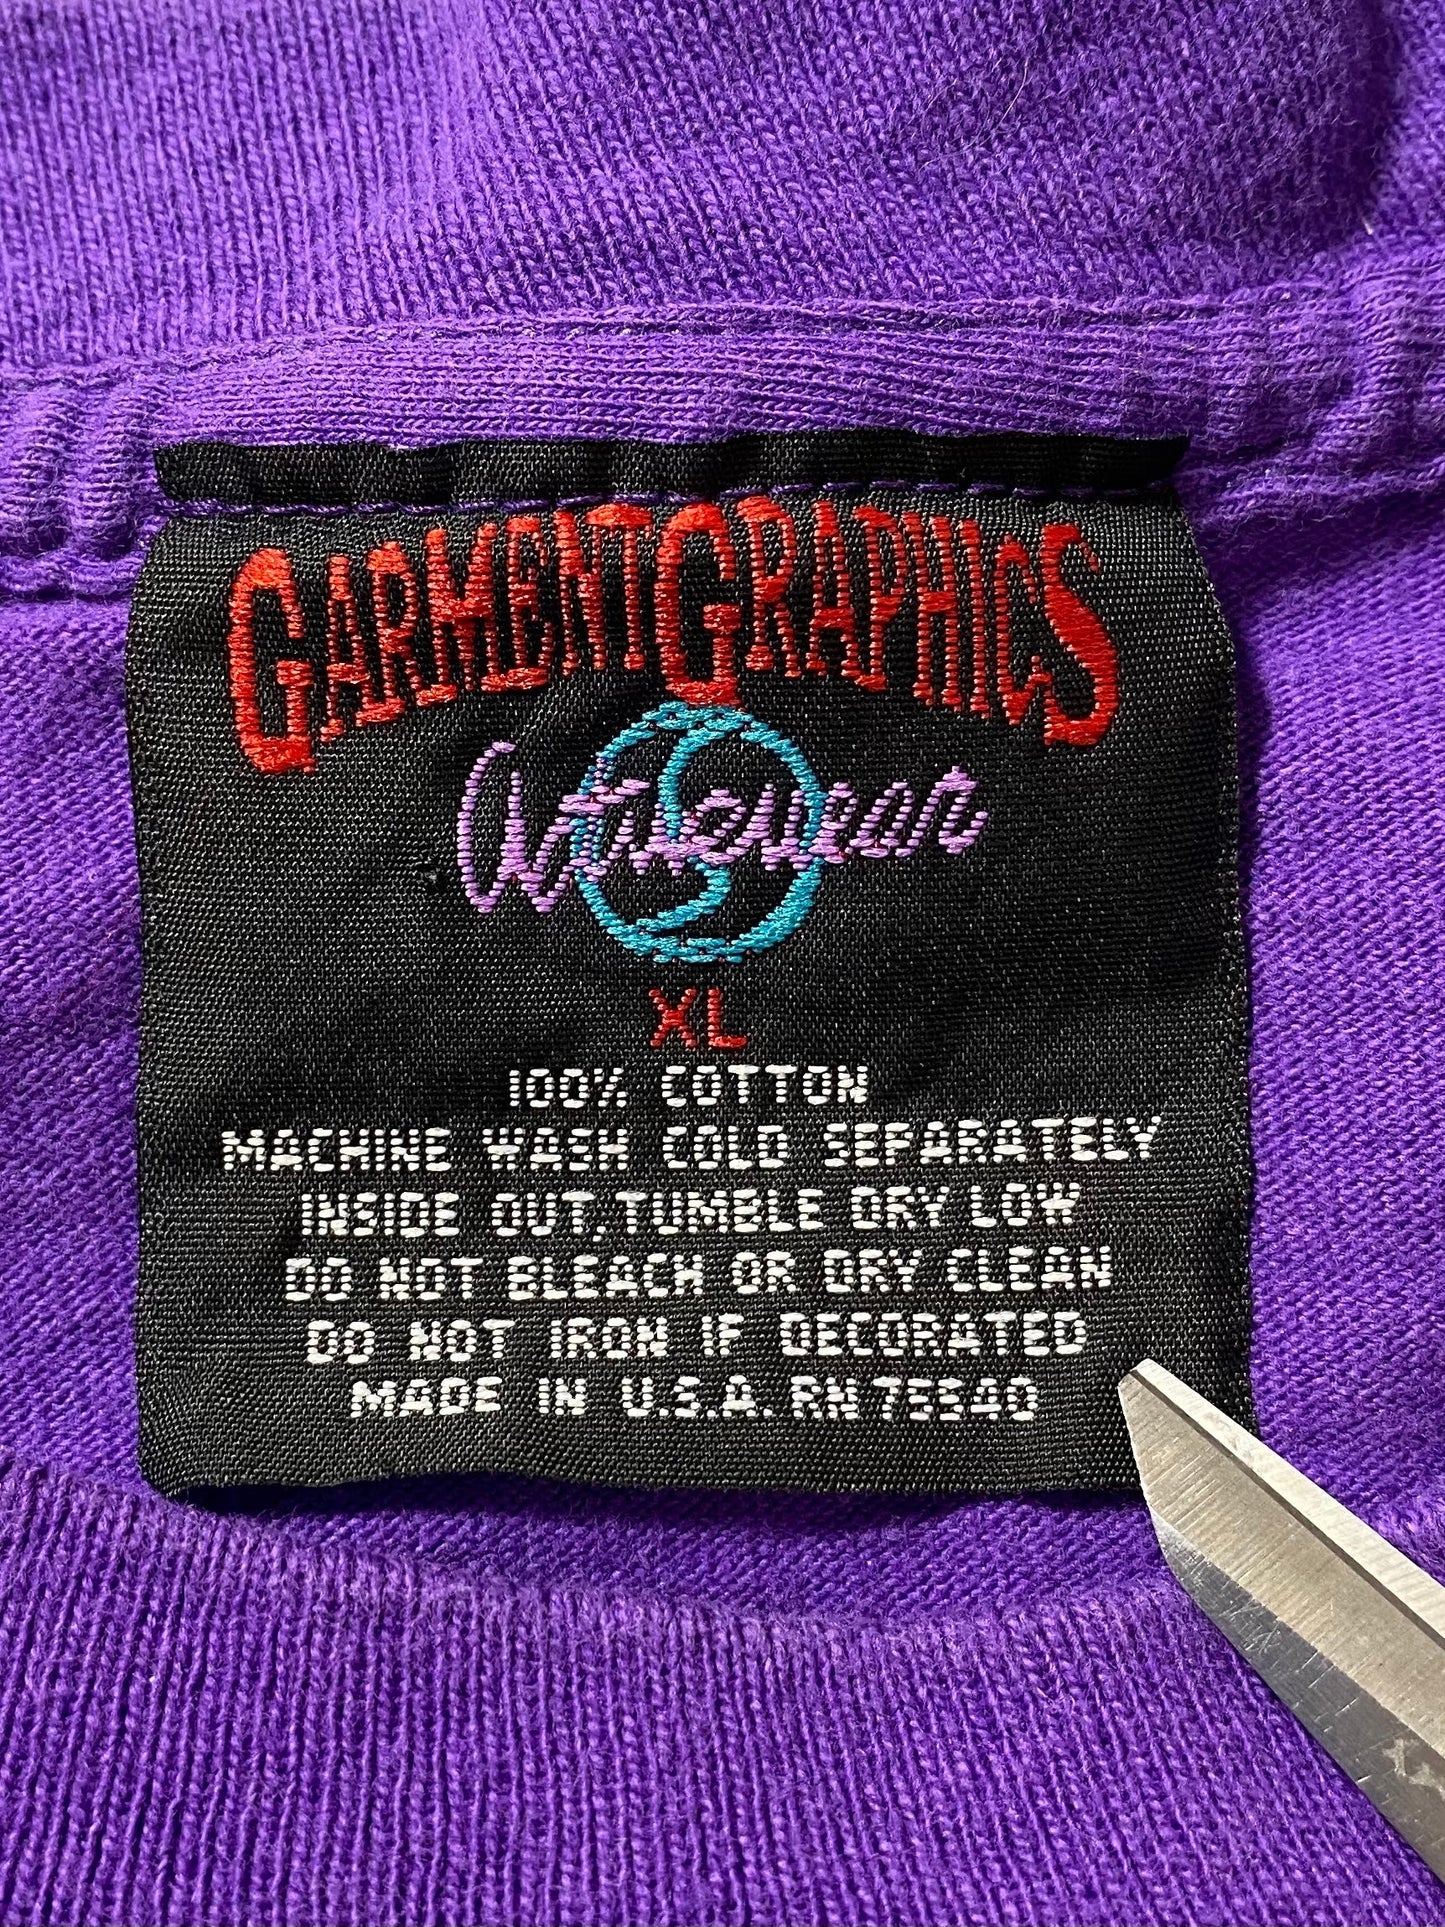 GARMENTGRAPHICS
Activewear
XL
100% COTTON
MACHINE WASH COLD SEPARATELY
INSIDE OUT, TUMBLE DRY LOW
DO NOT BLEACH OR DRY CLEAN
DO NOT IRON IF DECORATED
MADE IN U.S.A. RN 75540